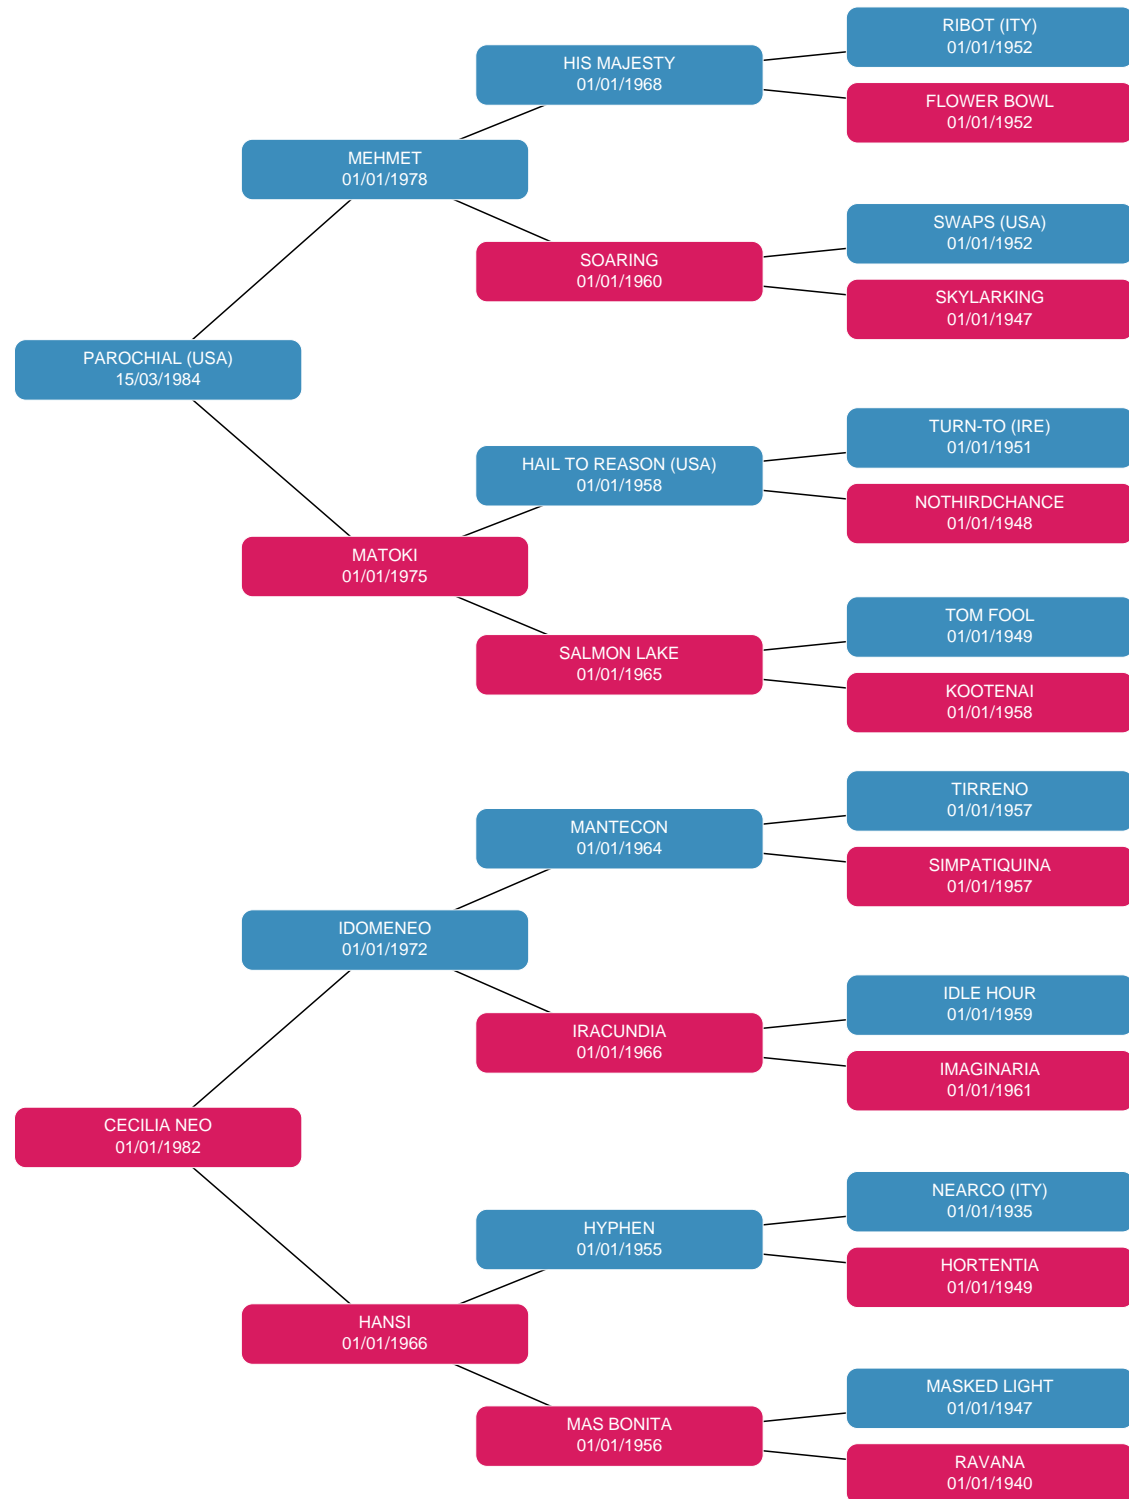 RIBOT (ITY)
01/01/1952
HIS MAJESTY
01/01/1968
FLOWER BOWL
01/01/1952
MEHMET
01/01/1978
SWAPS (USA)
01/01/1952
SOARING
01/01/1960
SKYLARKING
01/01/1947
PAROCHIAL (USA)
15/03/1984
TURN-TO (IRE)
01/01/1951
HAIL TO REASON (USA)
01/01/1958
NOTHIRDCHANCE
01/01/1948
MATOKI
01/01/1975
TOM FOOL
01/01/1949
SALMON LAKE
01/01/1965
KOOTENAI
01/01/1958
TIRRENO
01/01/1957
MANTECON
01/01/1964
SIMPATIQUINA
01/01/1957
IDOMENEO
01/01/1972
IDLE HOUR
01/01/1959
IRACUNDIA
01/01/1966
IMAGINARIA
01/01/1961
CECILIA NEO
01/01/1982
NEARCO (ITY)
01/01/1935
HYPHEN
01/01/1955
HORTENTIA
01/01/1949
HANSI
01/01/1966
MASKED LIGHT
01/01/1947
MAS BONITA
01/01/1956
RAVANA
01/01/1940